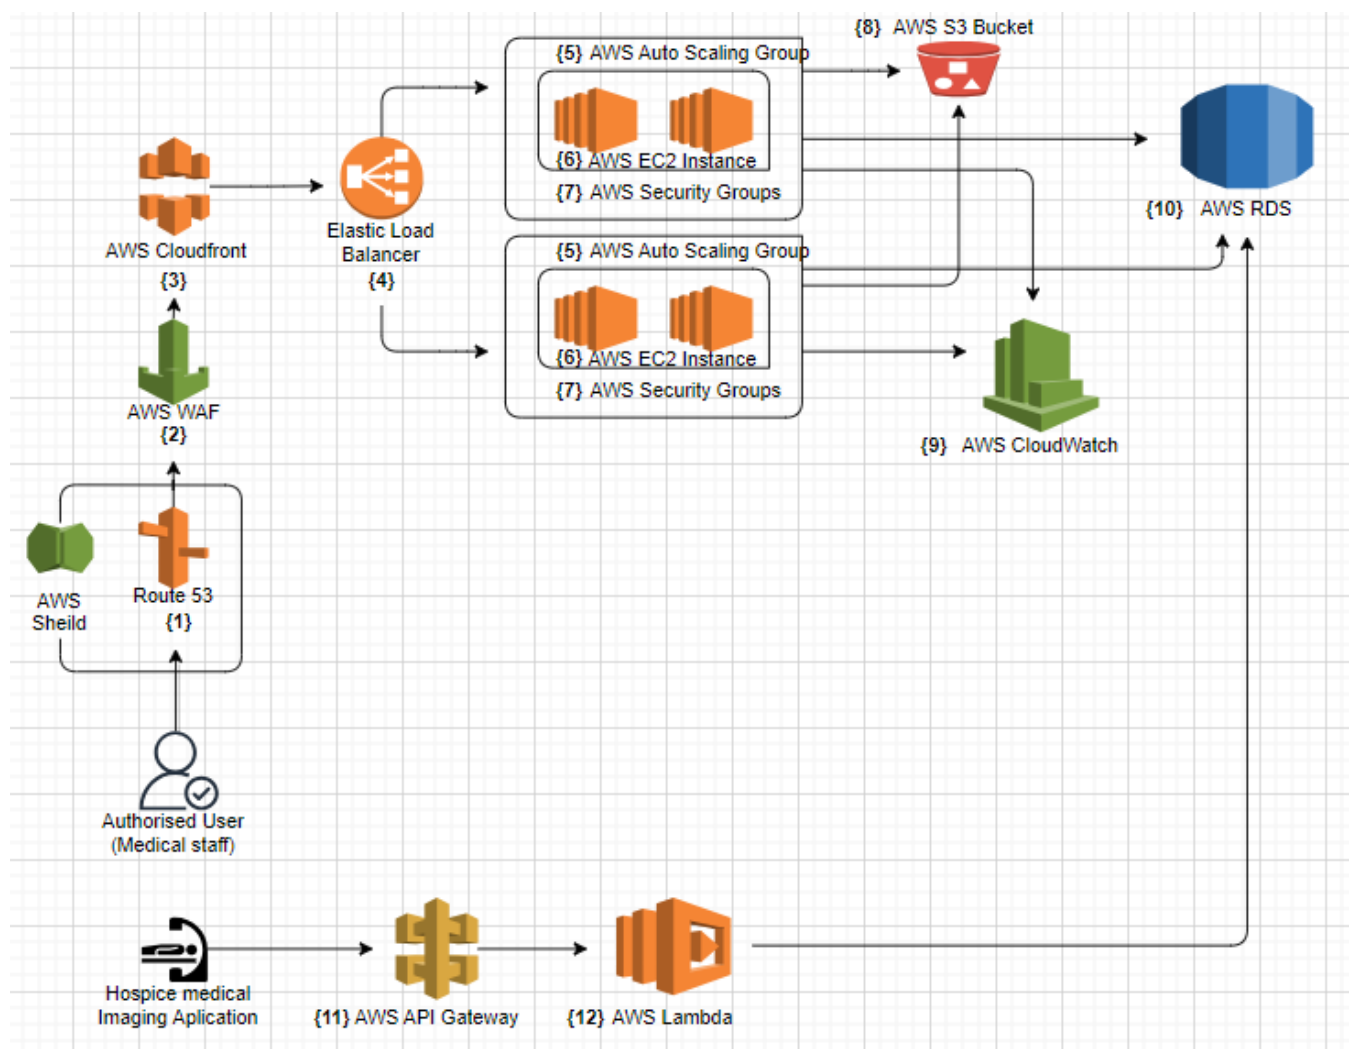 {8} AWS S3 Bucket
{5} AWS Auto Scaling Group
{6} AWS EC2 Instance
{7} AWS Security Groups
{10} AWS RDS
AWS Cloudfront
{3}
Elastic Load
Balancer
{4}
{5} AWS Auto Scaling Group
{6} AWS EC2 Instance
{7} AWS Security Groups
AWS WAF
{2}
{9} AWS CloudWatch
AWS
Sheild
Route 53
{1}
Authorised User
(Medical staff)
Hospice medical
Imaging Aplication
{11} AWS API Gateway
{12} AWS Lambda